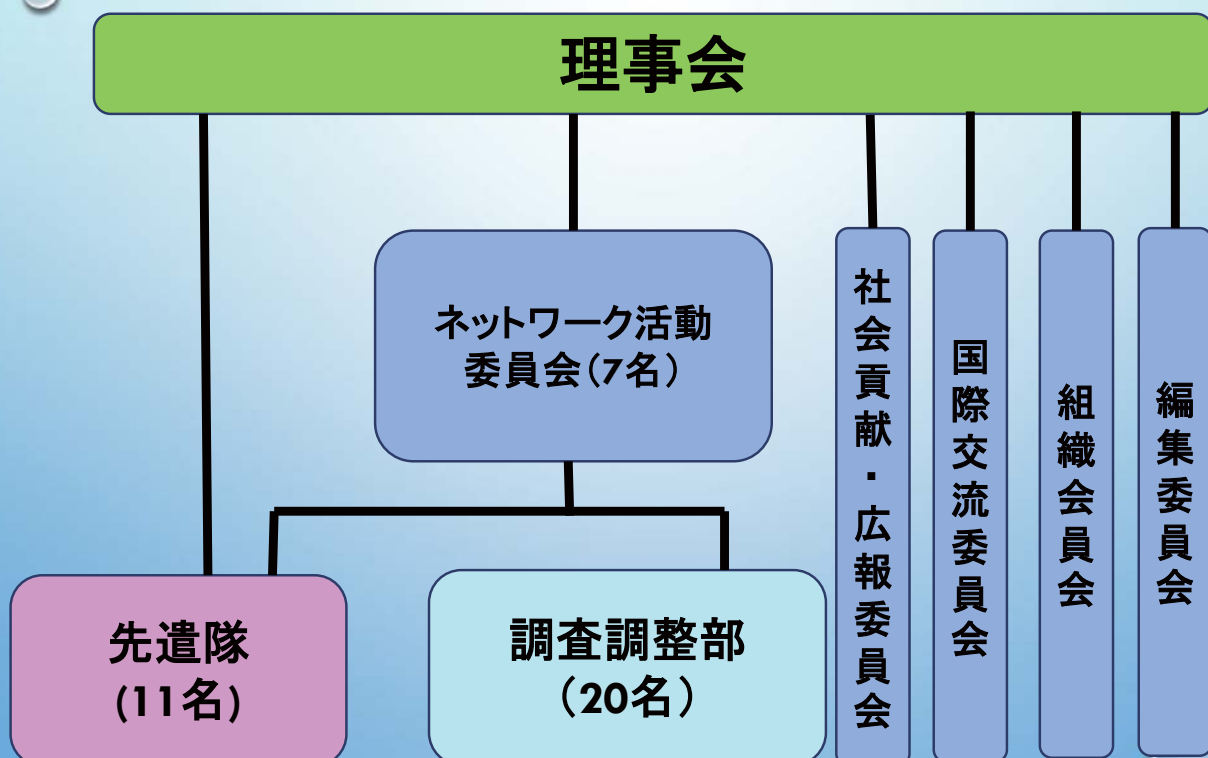 理事会
ネットワーク活動
委員会(7名)
社会貢献・広報委員会
国際交流委員会
組織会員会
編集委員会
先遣隊
(11名)
調査調整部
（20名）